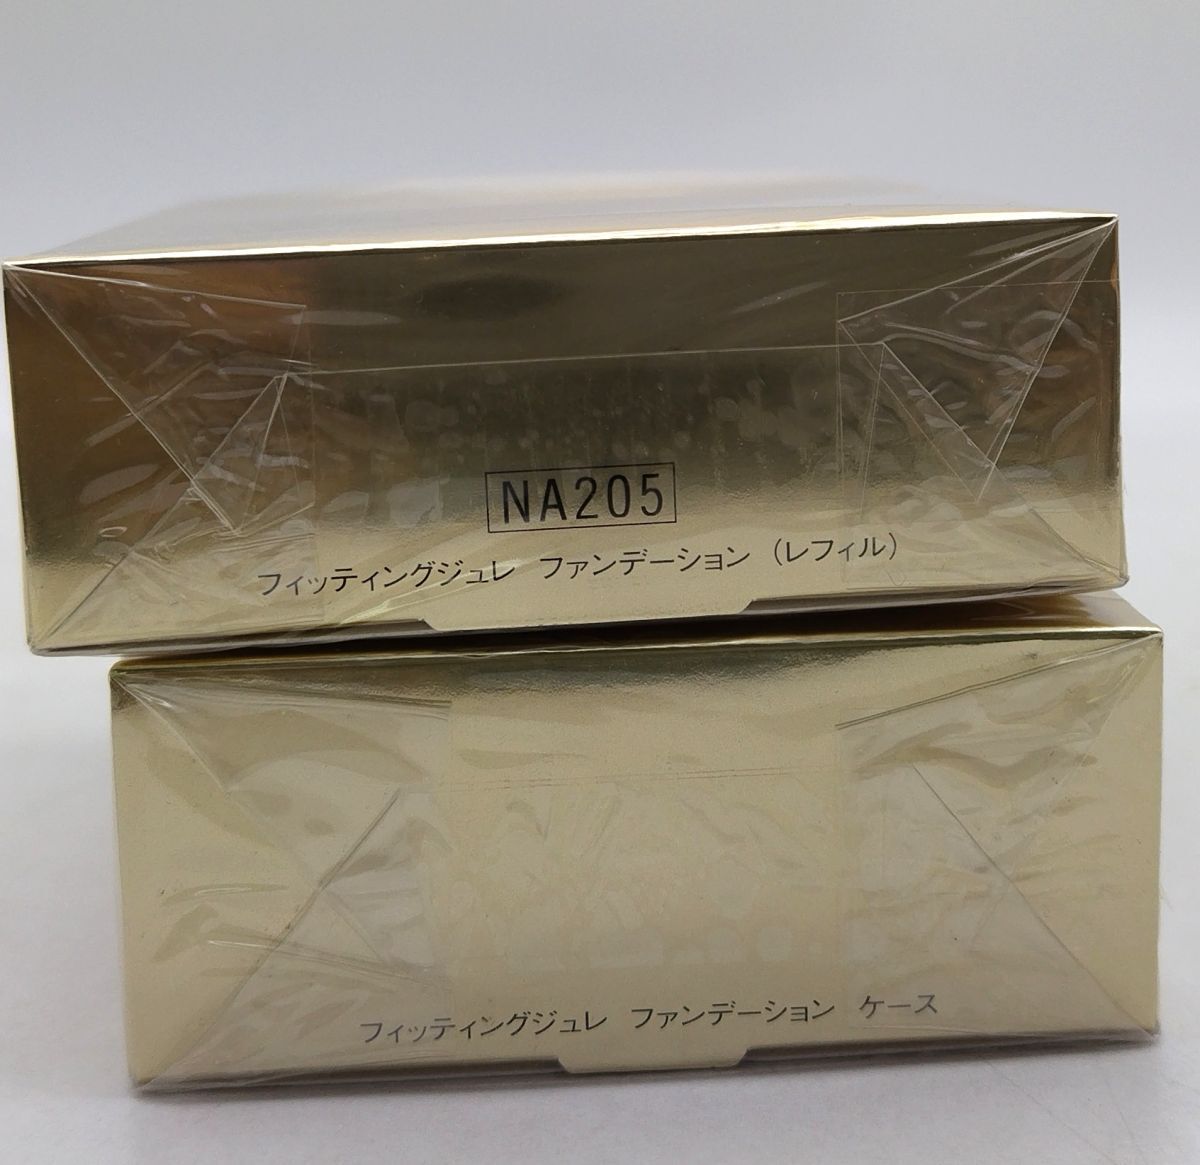 NA205
フィッティングジュレ ファンデーション（レフィル）
フィッティングジュレ ファンデーション ケース